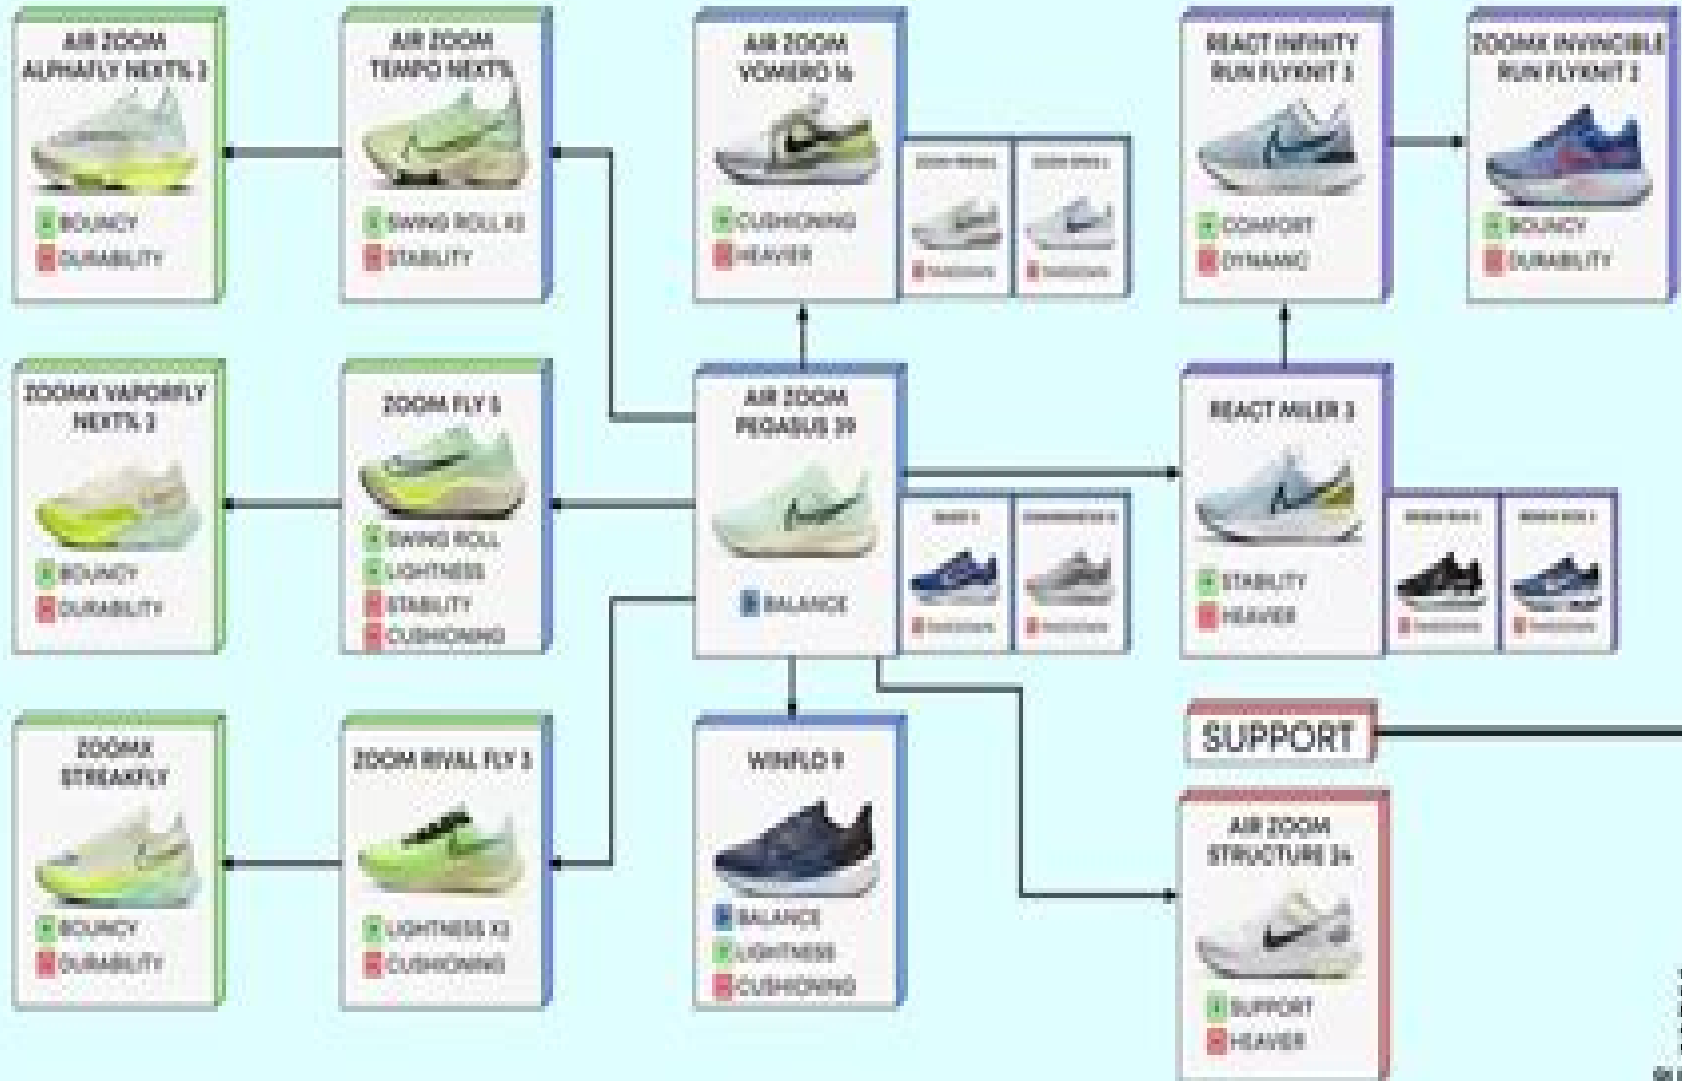 AIR ZOOM
ALPHAFLY NEXT% 2
BOUCY
DURABILITY
AIR ZOOM
TEMPO NEXT%
SWING ROLL X2
STABILITY
AIR ZOOM
VOMERO 16
CUSHIONING
HEAVIER
REACT INFINITY
RUN FLYKNIT 3
COMFORT
DYNAMIC
ZOOMX INVINCIBLE
RUN FLYKNIT 2
BOUNCY
DURABILITY
ZOOMX VAPORFLY
NEXT% 2
BOUNCY
DURABILITY
ZOOM FLY 5
SWING ROLL
LIGHTNESS
STABILITY
CUSHIONING
AIR ZOOM
PEGASUS 39
BALANCE
REACT MILER 3
STABILITY
HEAVIER
ZOOMX
STREAKFLY
BOUNCY
DURABILITY
ZOOM RIVAL FLY 3
LIGHTNESS X2
CUSHIONING
WINFLO 9
BALANCE
LIGHTNESS
CUSHIONING
SUPPORT
AIR ZOOM
STRUCTURE 24
SUPPORT
HEAVIER